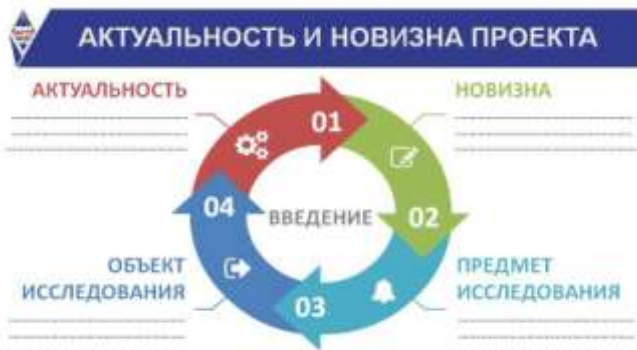 АКТУАЛЬНОСТЬ И НОВИЗНА ПРОЕКТА
АКТУАЛЬНОСТЬ
НОВИЗНА
01
02
03
04
ВВЕДЕНИЕ
ОБЪЕКТ
ИССЛЕДОВАНИЯ
ПРЕДМЕТ
ИССЛЕДОВАНИЯ